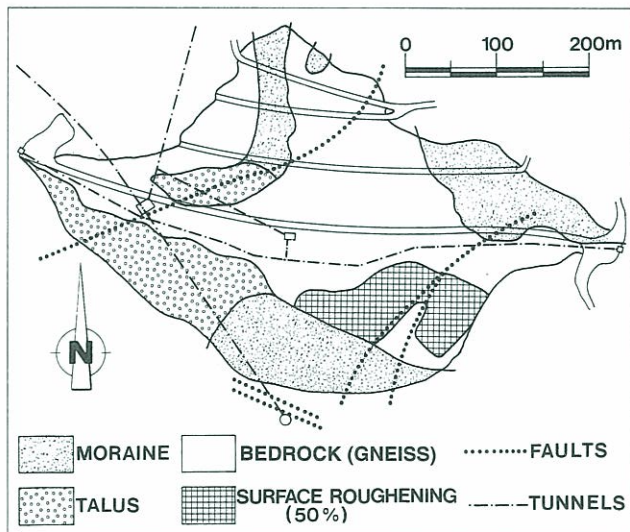 0 100 200m
N
MORAINE
BEDROCK (GNEISS)
FAULTS
TALUS
SURFACE ROUGHENING
(50%)
TUNNELS